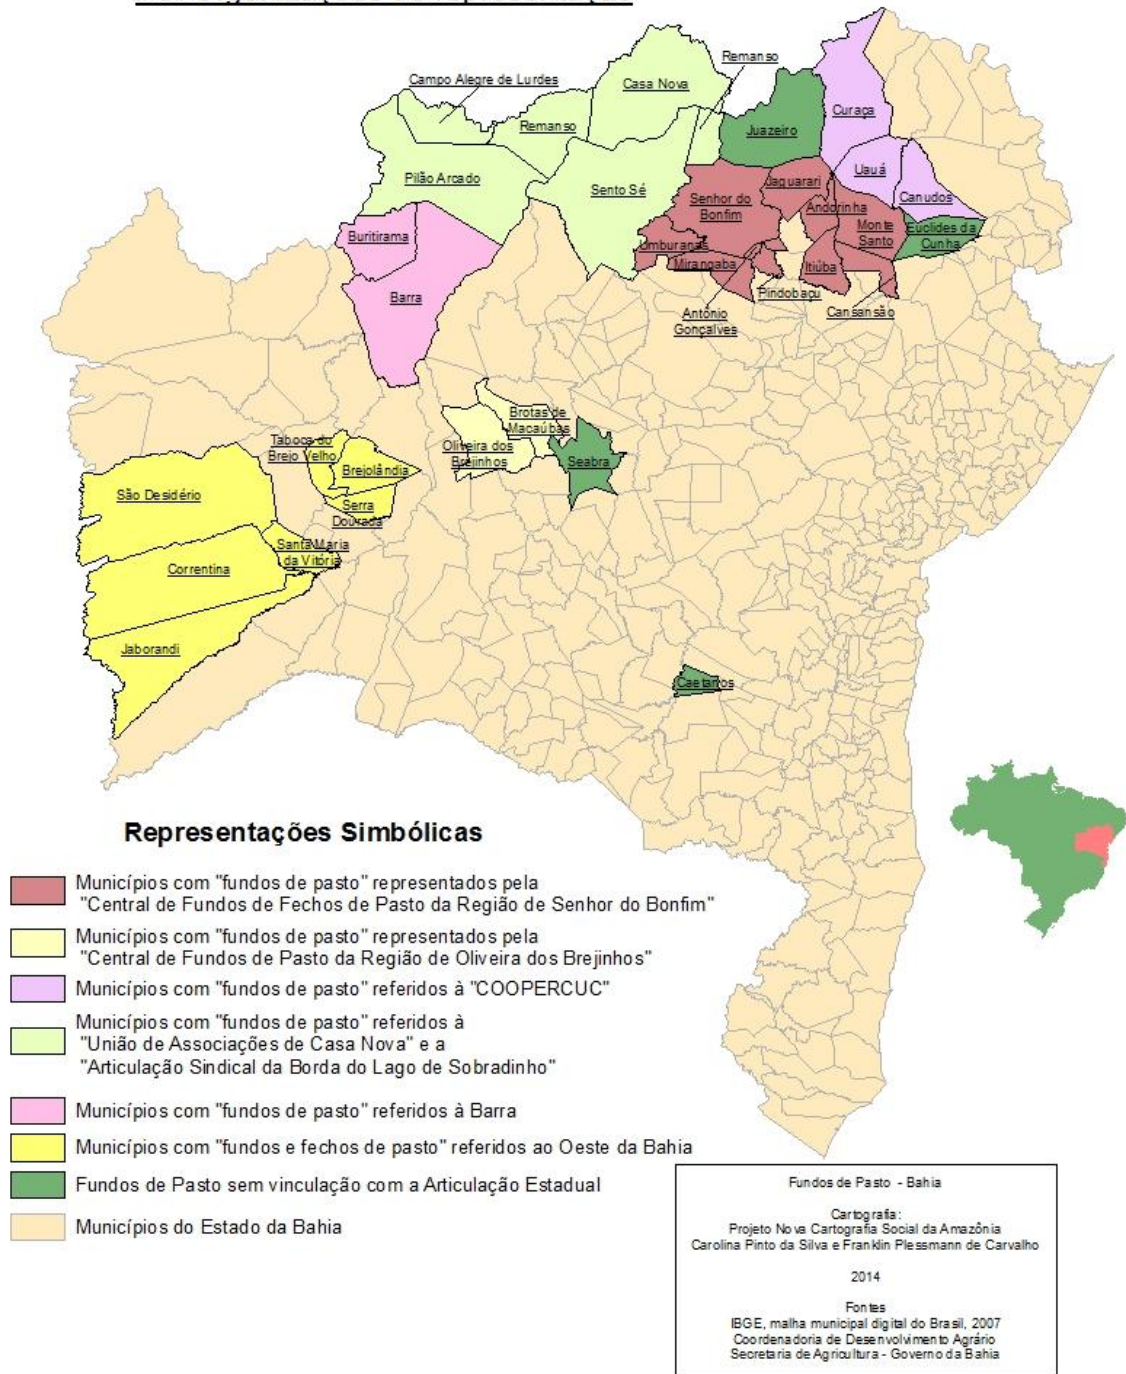 Remanso
Campo Alegre de Lurdes
Casa Nova
Curaça
Remanso
Juazeiro
Uauá
Pilão Arcado
Sento Sé
Jaguarari
Canudos
Senhor do
Bonfim
Andorinha
Monte
Santo
Euclides da
Cunha
Buritirama
Umburanas
Mirangaba
Itiúba
Barra
Pindobaçu
Antônio
Gonçalves
Cansansão
Brotas de
Macaúbas
Taboca do
Brejo Velho
Oliveira dos
Brejinhos
Seabra
Brejolândia
São Desidério
Serra
Dourada
Santa Maria
da Vitória
Correntina
Jaborandi
Caetanos
Representações Simbólicas
Municípios com "fundos de pasto" representados pela
"Central de Fundos de Fechos de Pasto da Região de Senhor do Bonfim"
Municípios com "fundos de pasto" representados pela
"Central de Fundos de Pasto da Região de Oliveira dos Brejinhos"
Municípios com "fundos de pasto" referidos à "COOPERCUC"
Municípios com "fundos de pasto" referidos à
"União de Associações de Casa Nova" e a
"Articulação Sindical da Borda do Lago de Sobradinho"
Municípios com "fundos de pasto" referidos à Barra
Municípios com "fundos e fechos de pasto" referidos ao Oeste da Bahia
Fundos de Pasto sem vinculação com a Articulação Estadual
Municípios do Estado da Bahia
Fundos de Pasto - Bahia
Cartografia:
Projeto Nova Cartografia Social da Amazônia
Carolina Pinto da Silva e Franklin Plessmann de Carvalho
2014
Fontes
IBGE, malha municipal digital do Brasil, 2007
Coordenadoria de Desenvolvimento Agrário
Secretaria de Agricultura - Governo da Bahia